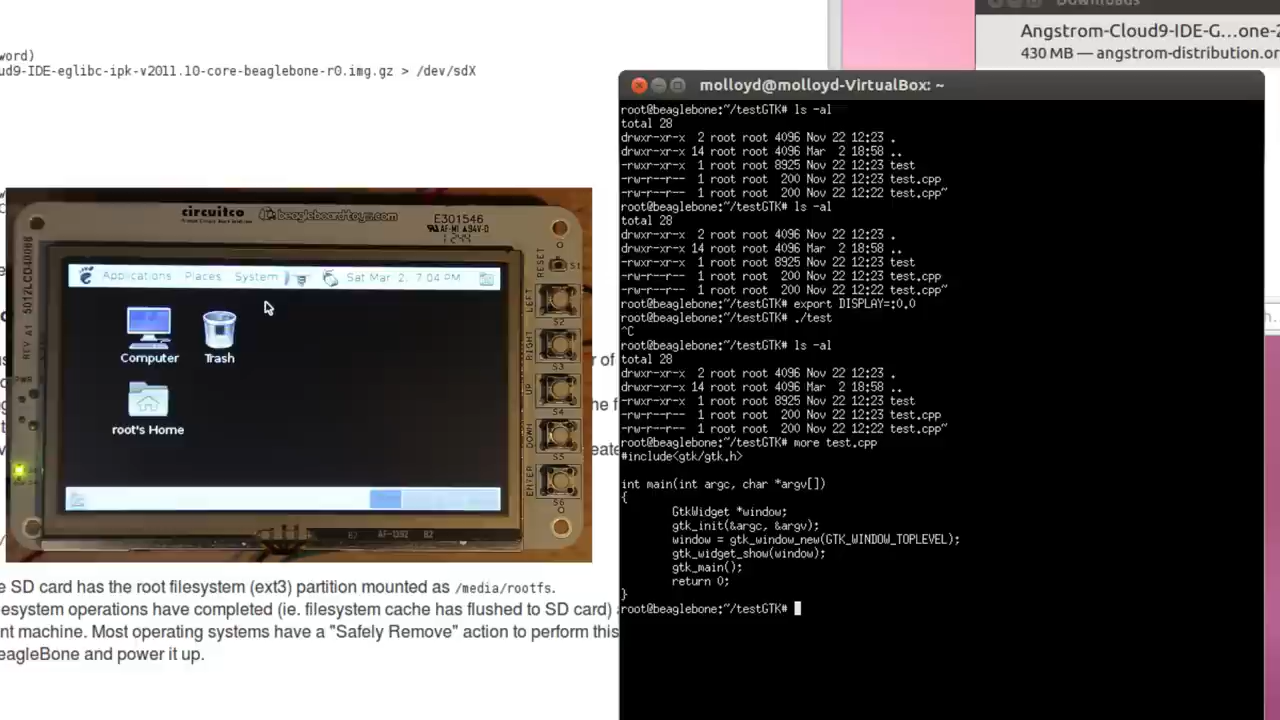 word)
ud9-IDE-eglibc-ipk-v2011.10-core-beaglebone-r0.img.gz > /dev/sdX
Downloads
Angstrom-Cloud9-IDE-G...one-2
430 MB — angstrom-distribution.or
circuitco
beagleboardtoys.com
E301546
94V-0
5012LCD40066
REV A1
Applications Places System Sat Mar 2, 7:04 PM
Computer
Trash
root's Home
RESET
S1
LEFT
S2
RIGHT
S3
UP
S4
DOWN
S5
ENTER
S6
e SD card has the root filesystem (ext3) partition mounted as /media/rootfs.
lesystem operations have completed (ie. filesystem cache has flushed to SD card)
nt machine. Most operating systems have a "Safely Remove" action to perform this
eagleBone and power it up.
molloyd@molloyd-VirtualBox: ~
root@beaglebone:~/testGTK# ls -al
total 28
drwxr-xr-x 2 root root 4096 Nov 22 12:23 .
drwxr-xr-x 14 root root 4096 Mar 2 18:58 ..
-rwxr-xr-x 1 root root 8925 Nov 22 12:23 test
-rw-r--r-- 1 root root 200 Nov 22 12:23 test.cpp
-rw-r--r-- 1 root root 200 Nov 22 12:22 test.cpp~
root@beaglebone:~/testGTK# ls -al
total 28
drwxr-xr-x 2 root root 4096 Nov 22 12:23 .
drwxr-xr-x 14 root root 4096 Mar 2 18:58 ..
-rwxr-xr-x 1 root root 8925 Nov 22 12:23 test
-rw-r--r-- 1 root root 200 Nov 22 12:23 test.cpp
-rw-r--r-- 1 root root 200 Nov 22 12:22 test.cpp~
root@beaglebone:~/testGTK# export DISPLAY=:0.0
root@beaglebone:~/testGTK# ./test
^C
root@beaglebone:~/testGTK# ls -al
total 28
drwxr-xr-x 2 root root 4096 Nov 22 12:23 .
drwxr-xr-x 14 root root 4096 Mar 2 18:58 ..
-rwxr-xr-x 1 root root 8925 Nov 22 12:23 test
-rw-r--r-- 1 root root 200 Nov 22 12:23 test.cpp
-rw-r--r-- 1 root root 200 Nov 22 12:22 test.cpp~
root@beaglebone:~/testGTK# more test.cpp
#include<gtk/gtk.h>
int main(int argc, char *argv[])
{
GtkWidget *window;
gtk_init(&argc, &argv);
window = gtk_window_new(GTK_WINDOW_TOPLEVEL);
gtk_widget_show(window);
gtk_main();
return 0;
}
root@beaglebone:~/testGTK#